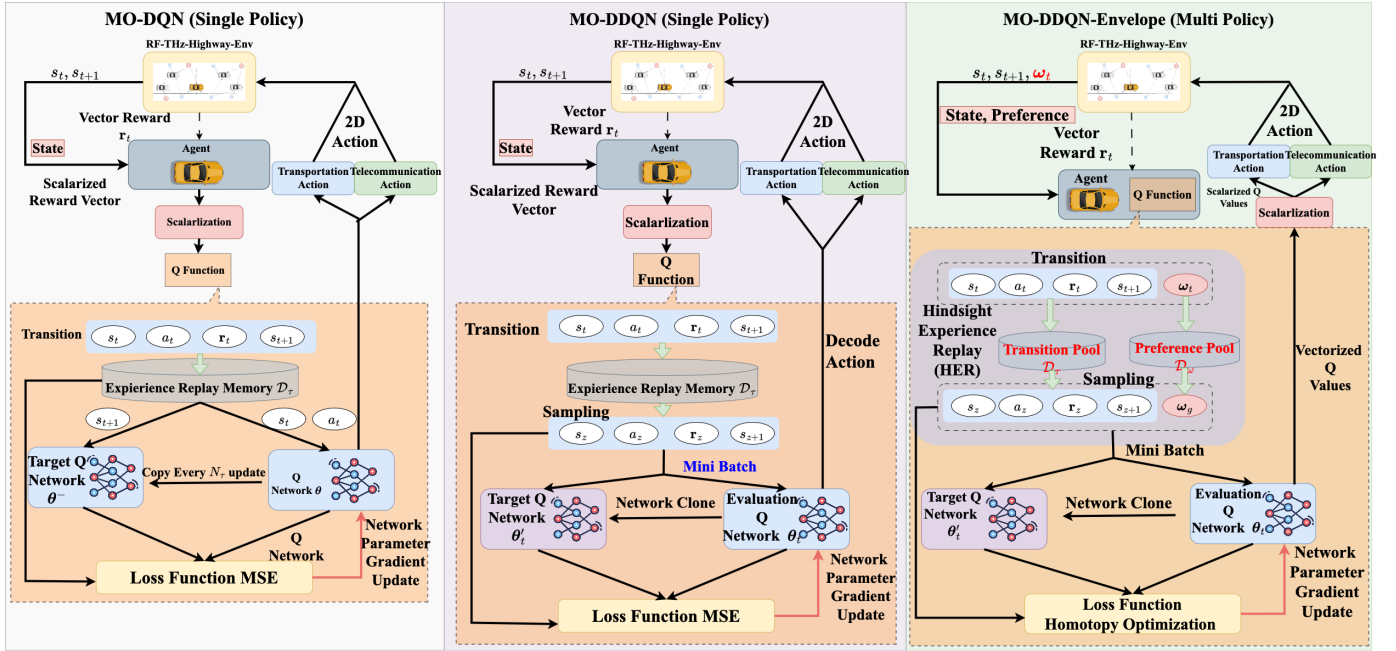 MO-DQN (Single Policy)
RF-THz-Highway-Env
s_t, s_{t+1}
Vector Reward
r_t
State
Agent
2D
Action
Transportation
Action
Telecommunication
Action
Scalarized
Reward Vector
Scalarlization
Q Function
Transition
s_t
a_t
r_t
s_{t+1}
Expierience Replay Memory 𝒟_τ
s_{t+1}
s_t
a_t
Target Q
Network
θ⁻
Copy Every N_τ update
Q
Network θ
Q
Network
Network
Parameter
Gradient
Update
Loss Function MSE
MO-DDQN (Single Policy)
RF-THz-Highway-Env
s_t, s_{t+1}
Vector
Reward r_t
State
Agent
2D
Action
Transportation
Action
Telecommunication
Action
Scalarized Reward
Vector
Scalarlization
Q
Function
Transition
s_t
a_t
r_t
s_{t+1}
Decode
Action
Expierience Replay Memory 𝒟_τ
Sampling
s_z
a_z
r_z
s_{z+1}
Mini Batch
Target Q
Network
θ'_t
Network Clone
Evaluation
Q
Network θ_t
Network
Parameter
Gradient
Update
Loss Function MSE
MO-DDQN-Envelope (Multi Policy)
RF-THz-Highway-Env
s_t, s_{t+1}, ω_t
State, Preference
Vector
Reward r_t
2D
Action
Transportation
Action
Telecommunication
Action
Agent
Q Function
Scalarized Q
Values
Scalarlization
Transition
s_t
a_t
r_t
s_{t+1}
ω_t
Hindsight
Experience
Replay
(HER)
Transition Pool
𝒟_τ
Preference Pool
𝒟_ω
Sampling
s_z
a_z
r_z
s_{z+1}
ω_g
Vectorized
Q
Values
Mini Batch
Target Q
Network
θ'_t
Network Clone
Evaluation
Q
Network θ_t
Network
Parameter
Gradient
Update
Loss Function
Homotopy Optimization